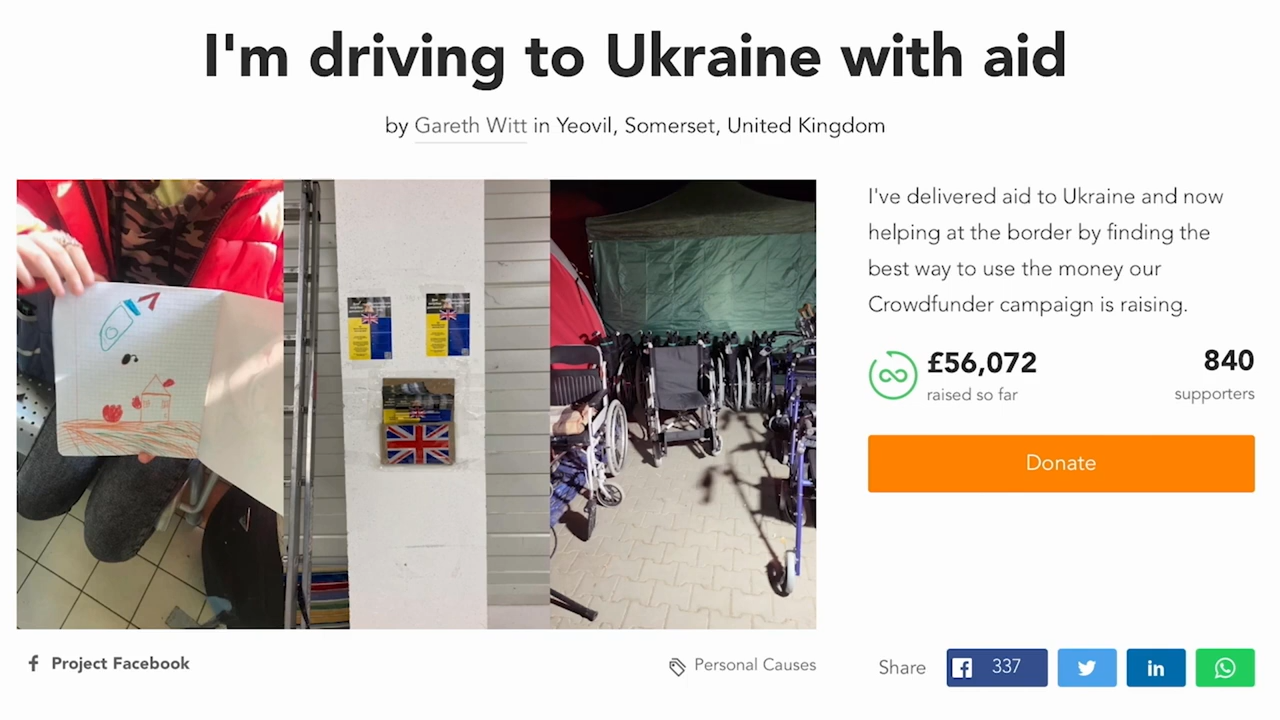 I'm driving to Ukraine with aid
by Gareth Witt in Yeovil, Somerset, United Kingdom
I've delivered aid to Ukraine and now
helping at the border by finding the
best way to use the money our
Crowdfunder campaign is raising.
£56,072
raised so far
840
supporters
Donate
Project Facebook
Personal Causes
Share
337